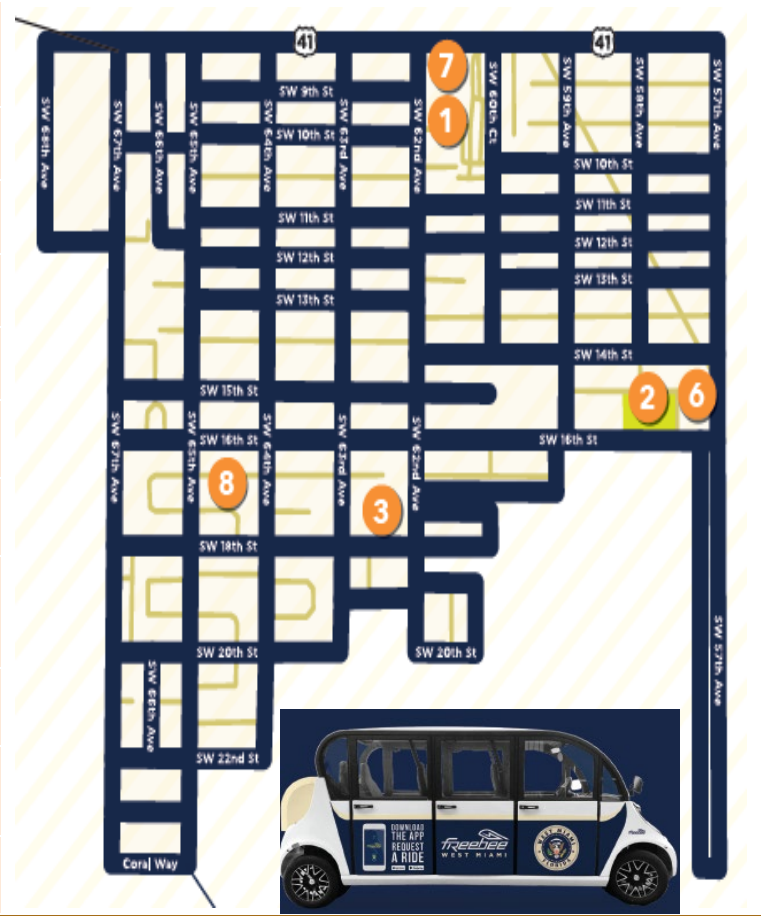 41
41
7
1
SW 68th Ave
SW 67th Ave
SW 66th Ave
SW 65th Ave
SW 64th Ave
SW 63rd Ave
SW 62nd Ave
SW 60th Ct
SW 59th Ave
SW 58th Ave
SW 57th Ave
SW 9th St
SW 10th St
SW 10th St
SW 11th St
SW 11th St
SW 12th St
SW 12th St
SW 13th St
SW 13th St
SW 14th St
SW 15th St
2
6
SW 67th Ave
SW 65th Ave
SW 64th Ave
SW 63rd Ave
SW 62nd Ave
SW 16th St
SW 16th St
8
3
SW 18th St
SW 20th St
SW 20th St
SW 57th Ave
SW 66th Ave
SW 22nd St
Coral Way
DOWNLOAD
THE APP
REQUEST
A RIDE
freebee
WEST MIAMI
WEST MIAMI
FLORIDA